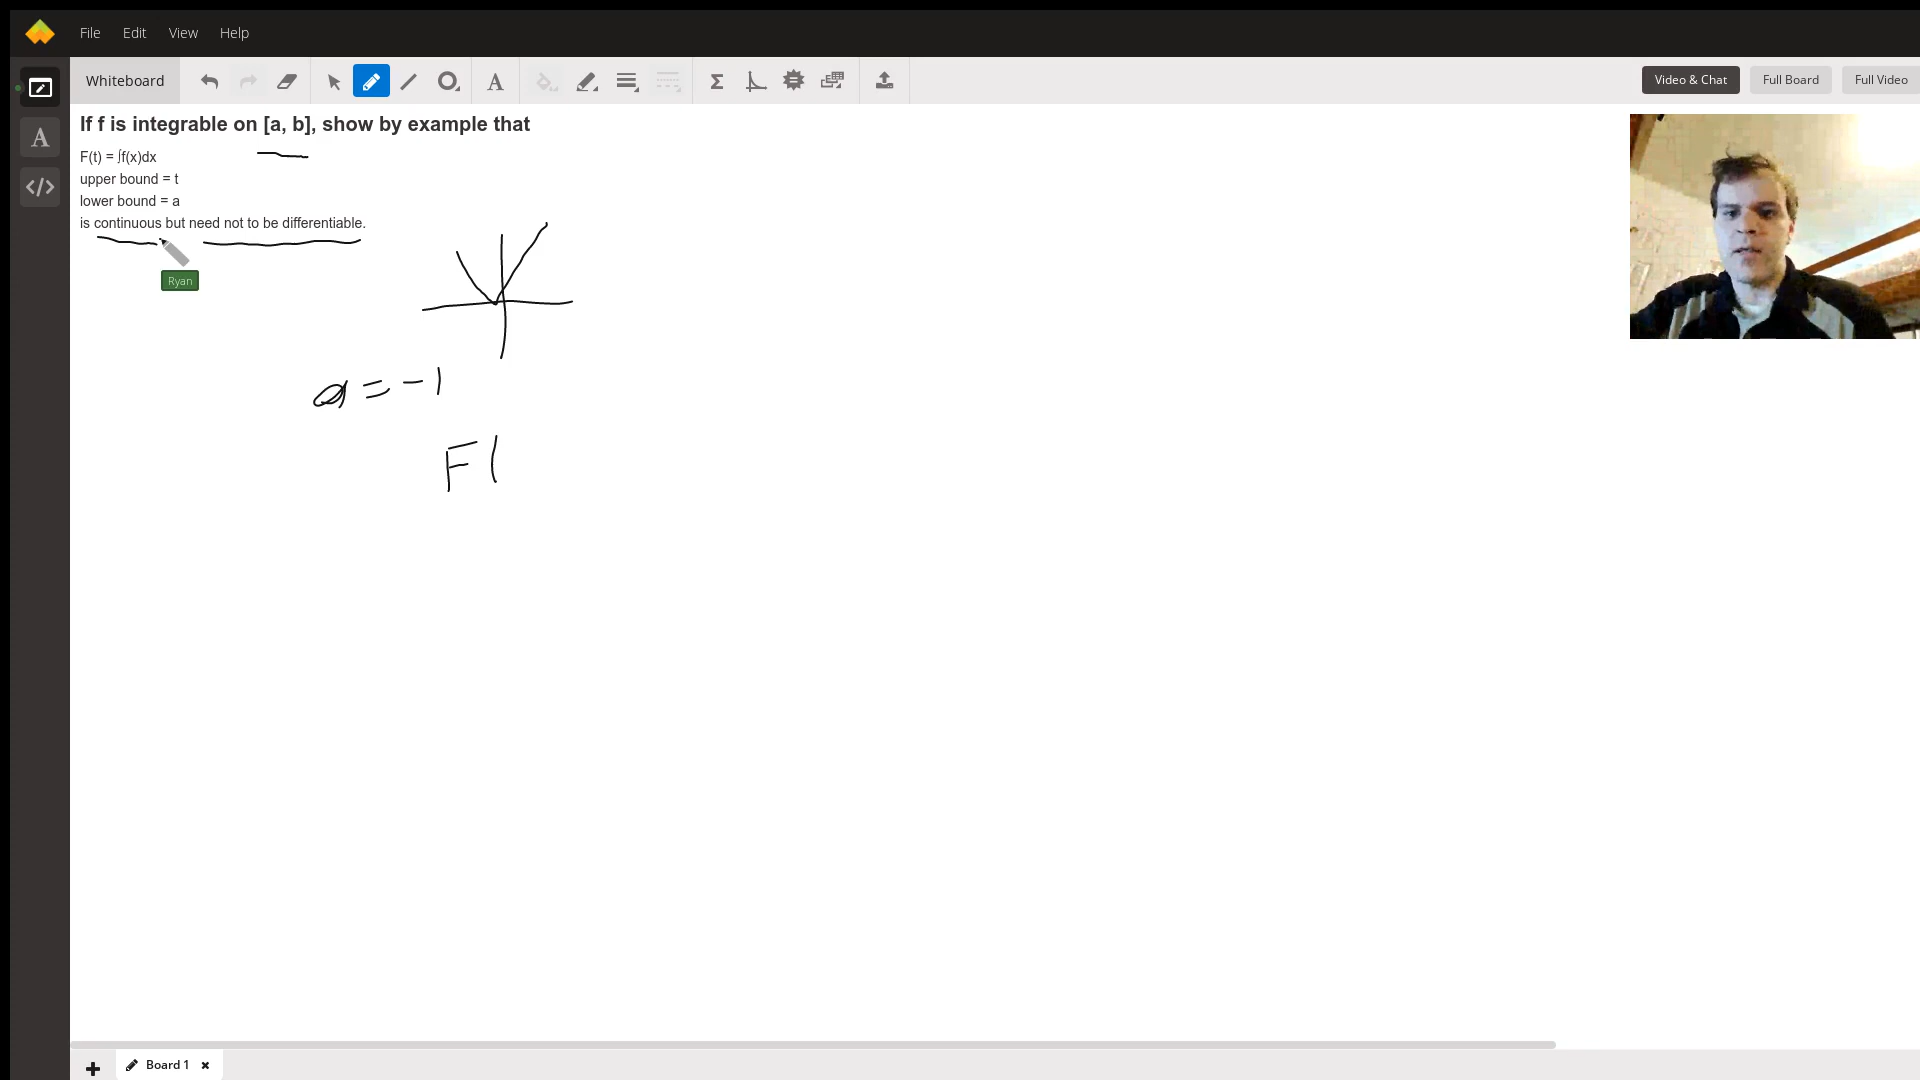 File Edit View Help
Whiteboard
A
Σ
Video & Chat Full Board Full Video
A
</>
If f is integrable on [a, b], show by example that
F(t) = ∫f(x)dx
upper bound = t
lower bound = a
is continuous but need not to be differentiable.
Ryan
a = -1
F(
Board 1